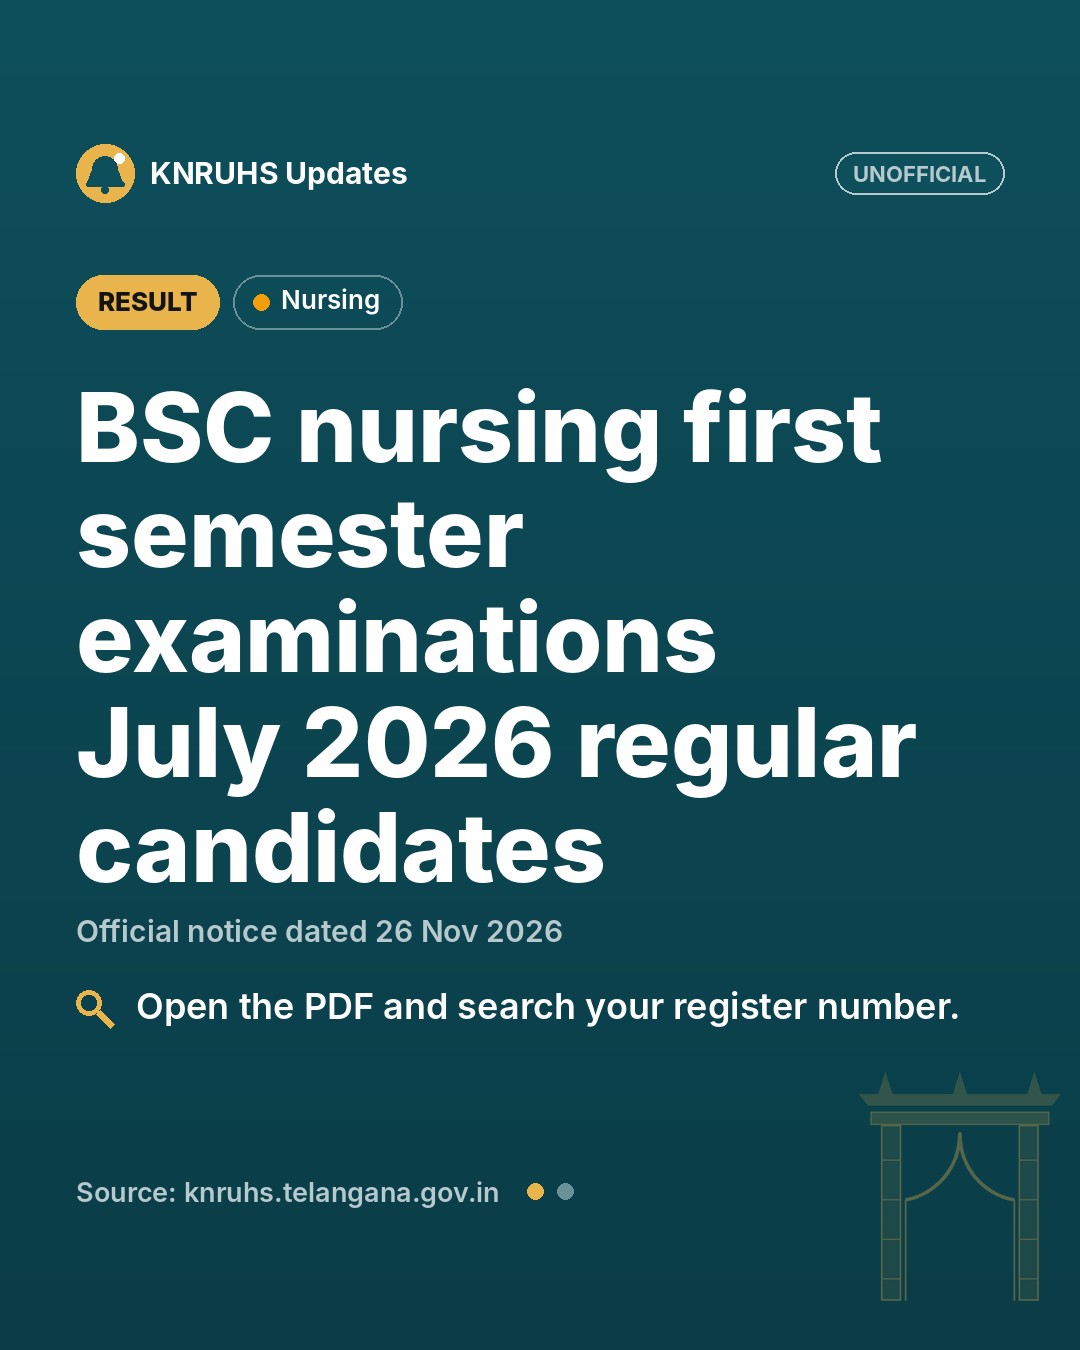 KNRUHS Updates
UNOFFICIAL
RESULT
Nursing
BSC nursing first
semester
examinations
July 2026 regular
candidates
Official notice dated 26 Nov 2026
Open the PDF and search your register number.
Source: knruhs.telangana.gov.in